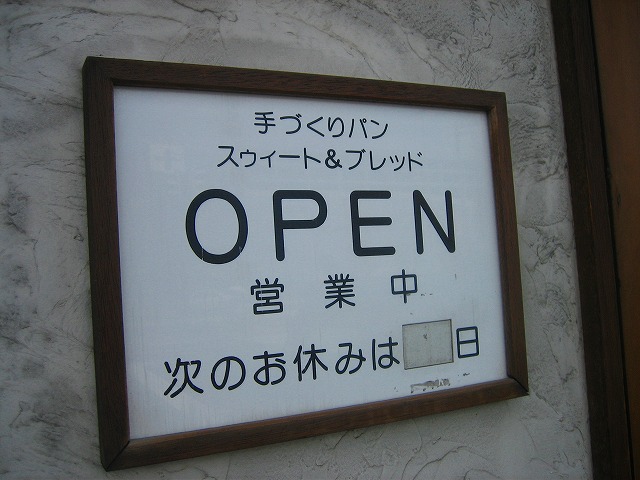 手づくりパン
スウィート&ブレッド
OPEN
営業中
次のお休みは 日